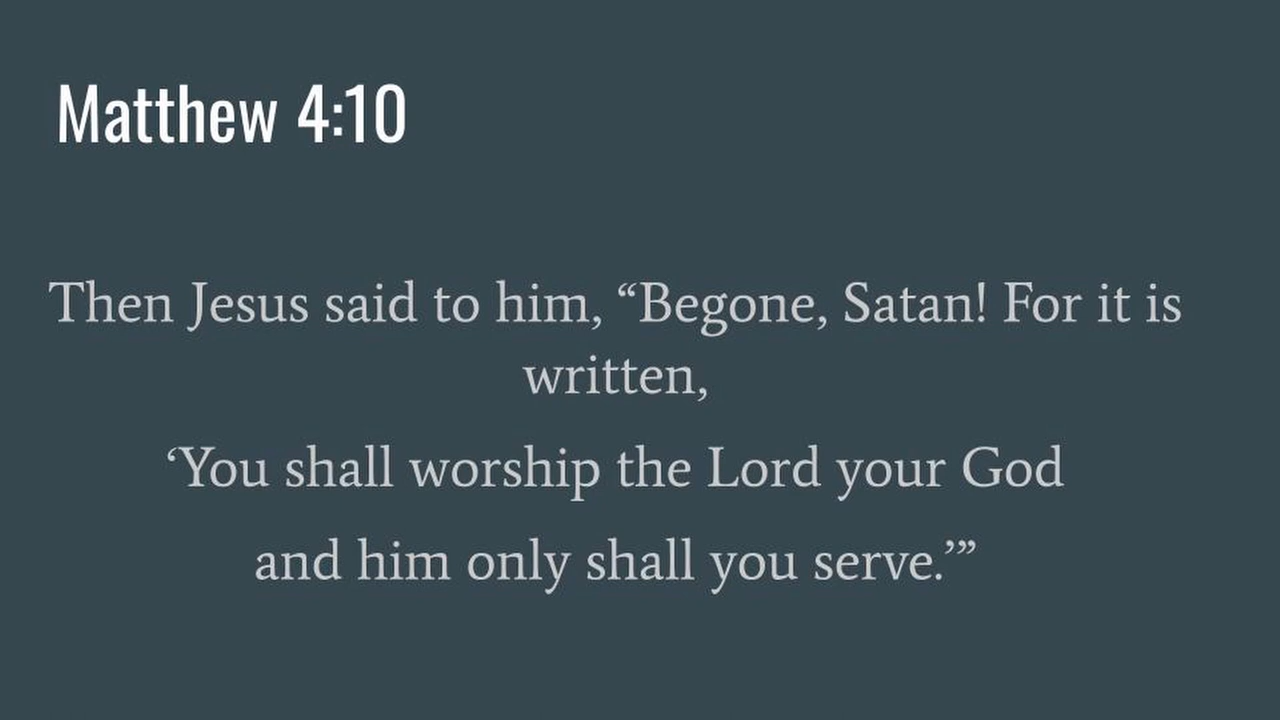 Matthew 4:10
Then Jesus said to him, “Begone, Satan! For it is
written,
‘You shall worship the Lord your God
and him only shall you serve.’”